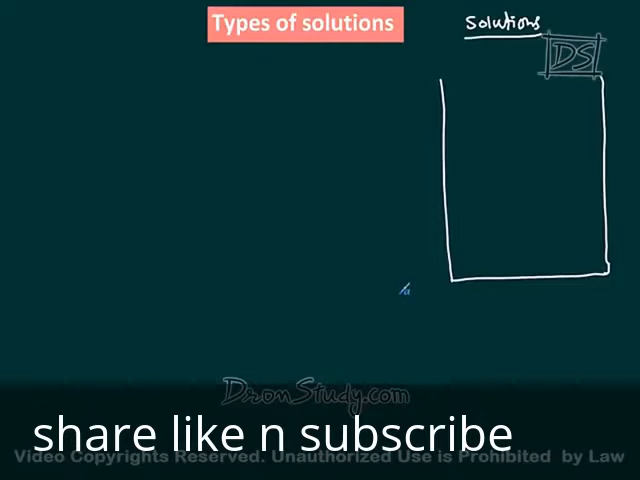 Types of solutions
Solutions
DS
DronStudy.com
share like n subscribe
Video Copyrights Reserved. Unauthorized Use is Prohibited by Law